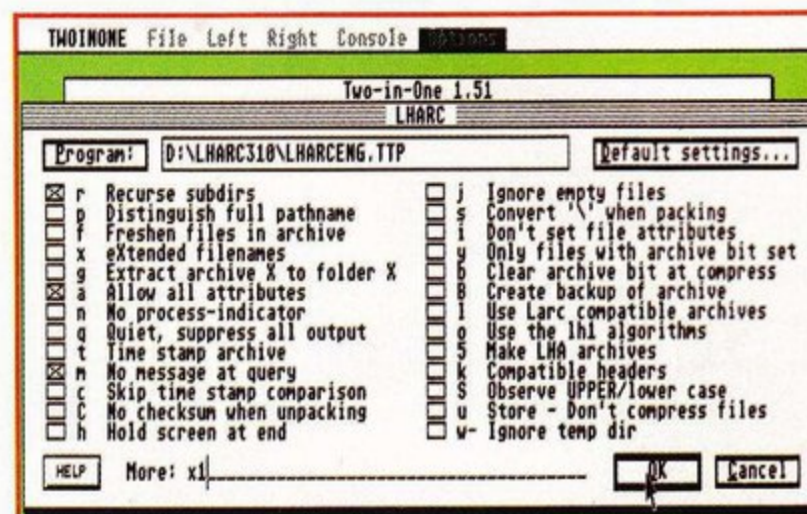 TWOINONE File Left Right Console Options
Two-in-One 1.51
LHARC
Program: D:\LHARC310\LHARCENG.TTP Default settings...
r Recurse subdirs
p Distinguish full pathname
f Freshen files in archive
x eXtended filenames
g Extract archive X to folder X
a Allow all attributes
n No process-indicator
q Quiet, suppress all output
t Time stamp archive
m No message at query
c Skip time stamp comparison
C No checksum when unpacking
h Hold screen at end
j Ignore empty files
s Convert '\' when packing
i Don't set file attributes
y Only files with archive bit set
b Clear archive bit at compress
B Create backup of archive
l Use Larc compatible archives
o Use the lh1 algorithms
5 Make LHA archives
k Compatible headers
S Observe UPPER/lower case
u Store - Don't compress files
w- Ignore temp dir
HELP More: x1 OK Cancel